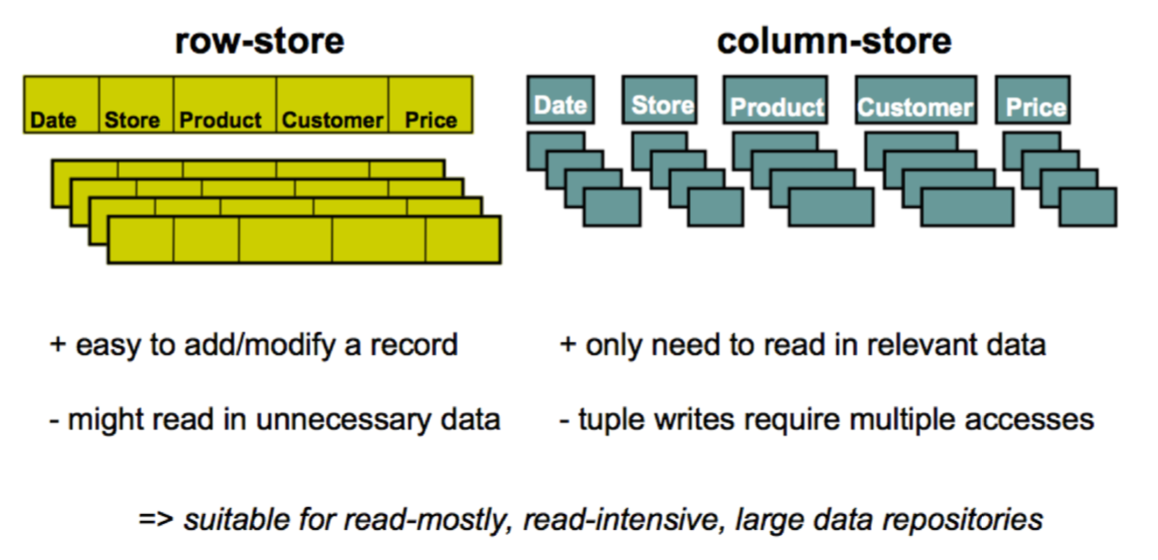 row-store
column-store
Date Store Product Customer Price
Date Store Product Customer Price
+ easy to add/modify a record
+ only need to read in relevant data
- might read in unnecessary data
- tuple writes require multiple accesses
=> suitable for read-mostly, read-intensive, large data repositories